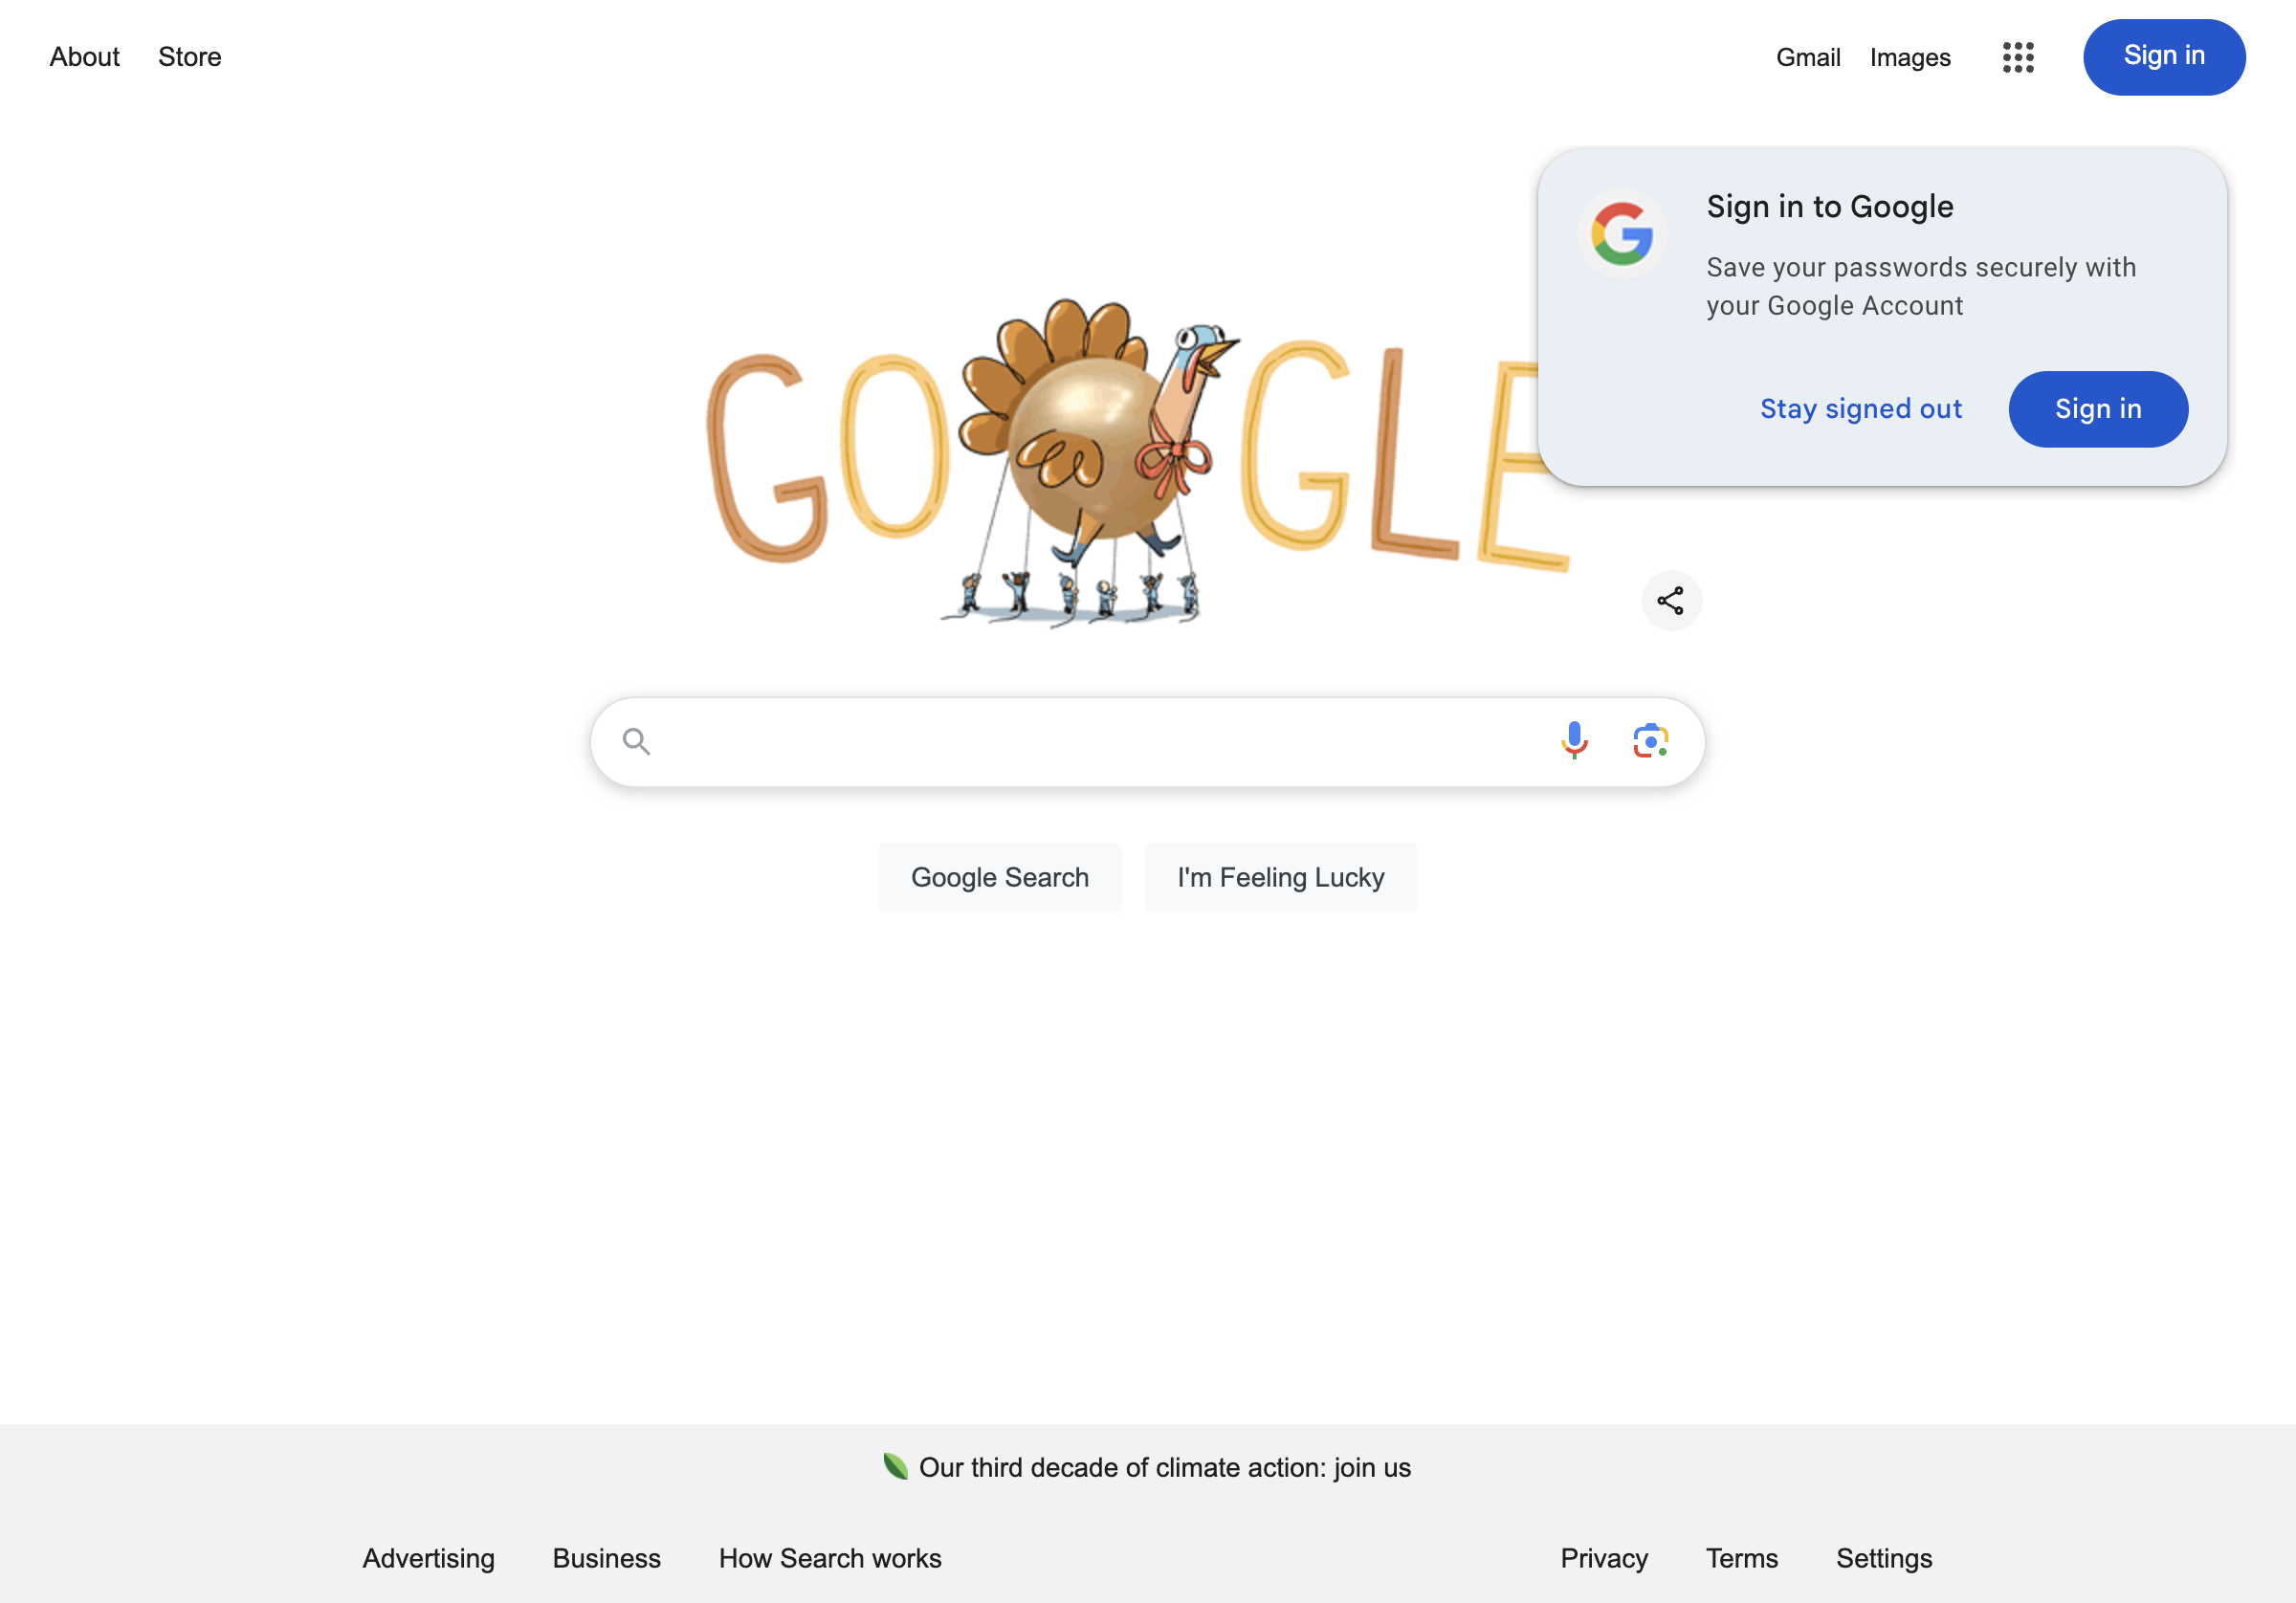 About Store
Gmail Images Sign in
Sign in to Google
Save your passwords securely with
your Google Account
Stay signed out Sign in
GOOGLE
Google Search I'm Feeling Lucky
Our third decade of climate action: join us
Advertising Business How Search works
Privacy Terms Settings